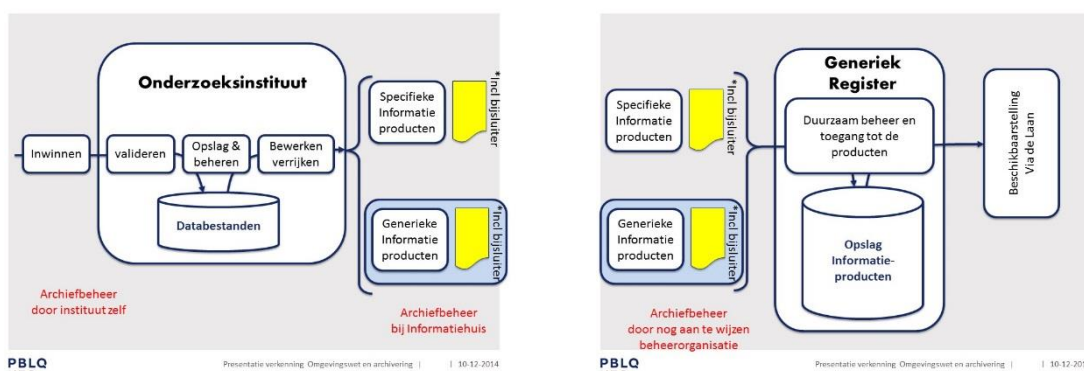 Onderzoeksinstituut
Inwinnen
valideren
Opslag &
beheren
Bewerken
verrijken
Databestanden
Specifieke
Informatie
producten
*Incl bijsluiter
Generieke
Informatie
producten
*Incl bijsluiter
Archiefbeheer
door instituut zelf
Archiefbeheer
bij Informatiehuis
PBLQ
Presentatie verkenning Omgevingswet en archivering |
| 10-12-2014
Generiek
Register
Specifieke
Informatie
producten
*Incl bijsluiter
Duurzaam beheer en
toegang tot de
producten
Beschikbaarstelling
Via de Laan
Generieke
Informatie
producten
*Incl bijsluiter
Opslag
Informatie-
producten
Archiefbeheer
door nog aan te wijzen
beheerorganisatie
PBLQ
Presentatie verkenning Omgevingswet en archivering |
| 10-12-201